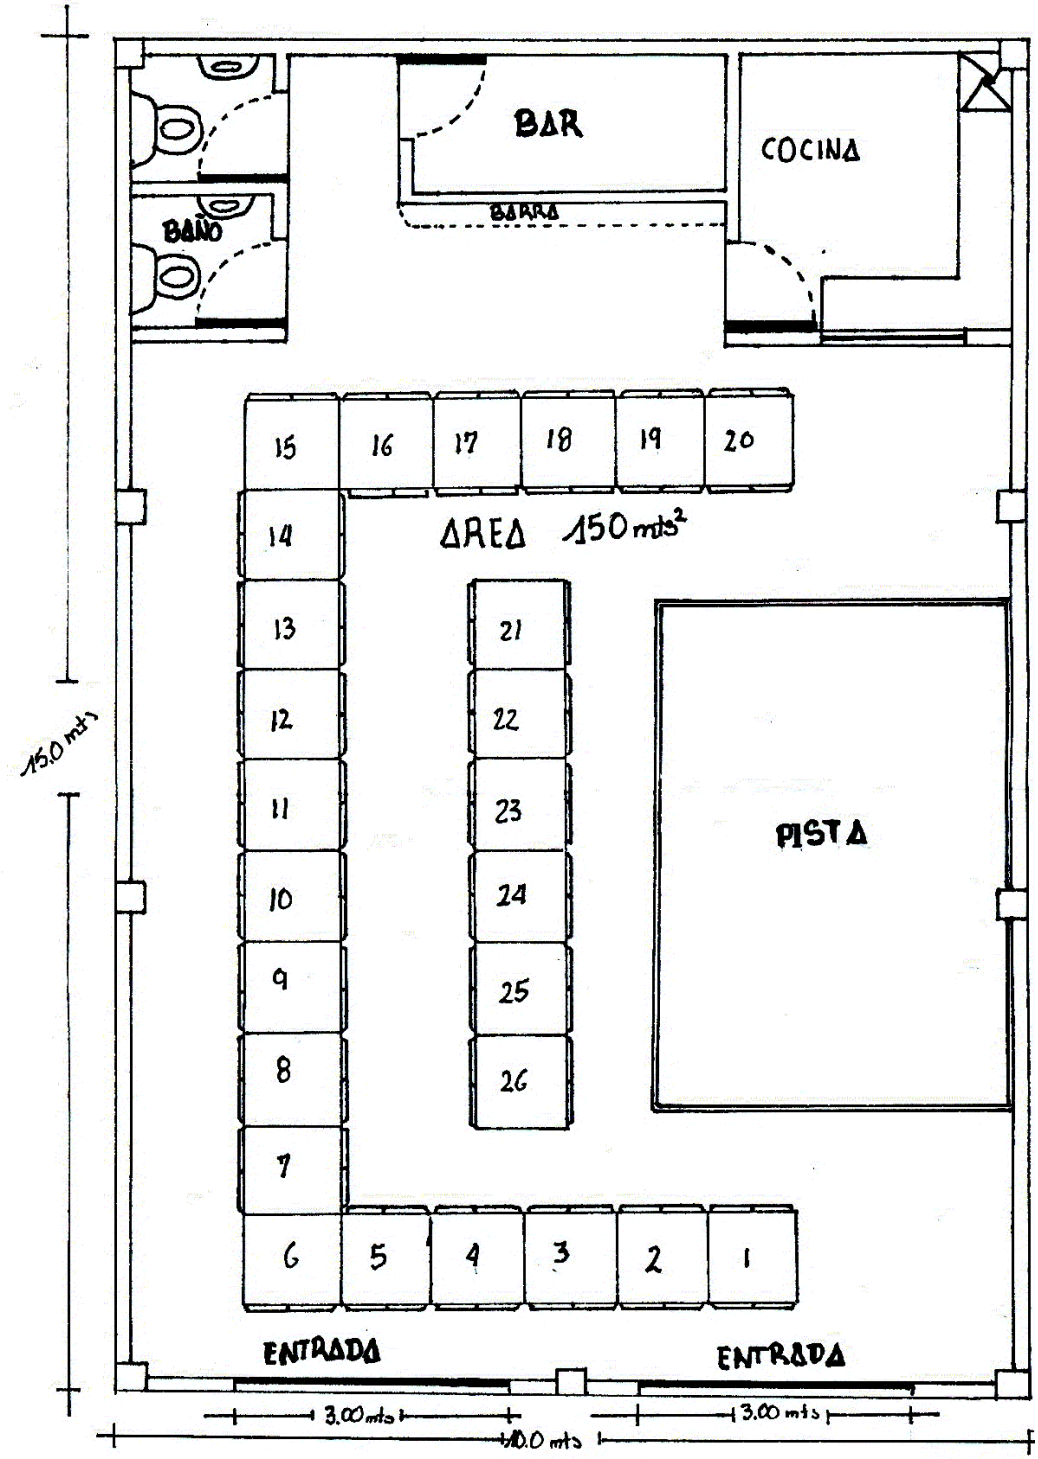 BAR
COCINA
BARRA
BAÑO
15 16 17 18 19 20
14
AREA 150 mts²
13
21
12
22
15.0 mts
11
23
PISTA
10
24
9
25
8
26
7
6 5 4 3 2 1
ENTRADA
ENTRADA
3.00 mts
3.00 mts
10.0 mts